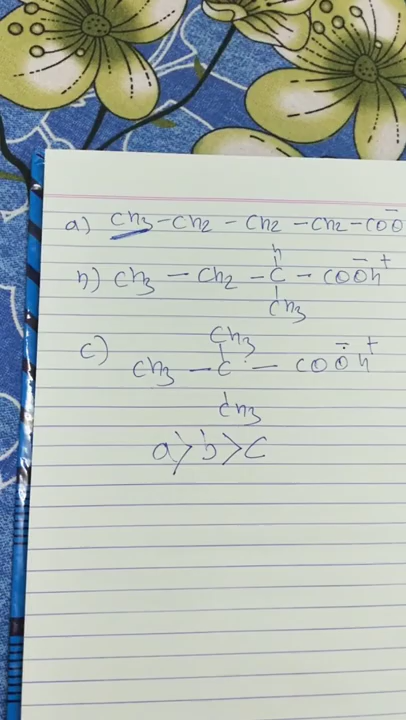 a) CH3-CH2-CH2-CH2-COO⁻
H
b) CH3-CH2-C-COO⁻H⁺
CH3
CH3
c) CH3-C-COO⁻H⁺
CH3
a>b>c